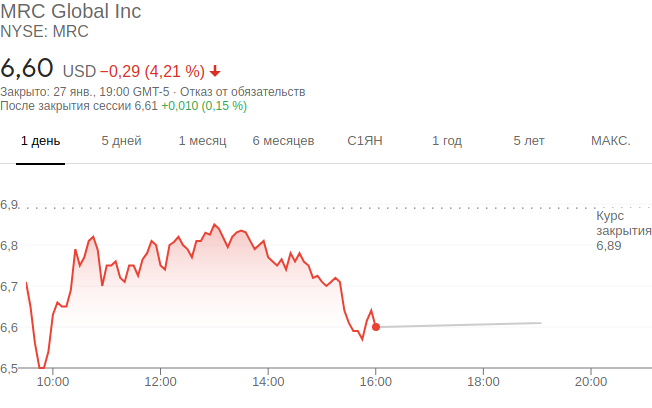 MRC Global Inc
NYSE: MRC
6,60 USD −0,29 (4,21 %)
Закрыто: 27 янв., 19:00 GMT-5 · Отказ от обязательств
После закрытия сессии 6,61 +0,010 (0,15 %)
1 день 5 дней 1 месяц 6 месяцев С1ЯН 1 год 5 лет МАКС.
6,9
Курс
закрытия
6,89
6,8
6,7
6,6
6,5
10:00 12:00 14:00 16:00 18:00 20:00